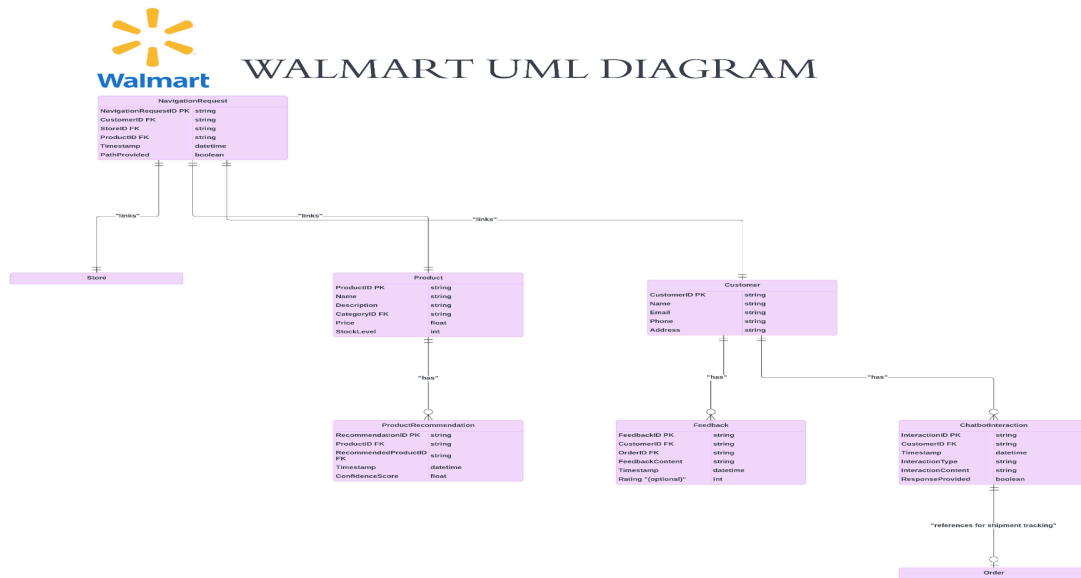 Walmart
WALMART UML DIAGRAM
NavigationRequest
NavigationRequestID PK string
CustomerID FK string
StoreID FK string
ProductID FK string
Timestamp datetime
PathProvided boolean
"links" "links" "links"
Store
Product
ProductID PK string
Name string
Description string
CategoryID FK string
Price float
StockLevel int
Customer
CustomerID PK string
Name string
Email string
Phone string
Address string
"has" "has" "has"
ProductRecommendation
RecommendationID PK string
ProductID FK string
RecommendedProductID string
FK
Timestamp datetime
ConfidenceScore float
Feedback
FeedbackID PK string
CustomerID FK string
OrderID FK string
FeedbackContent string
Timestamp datetime
Rating "(optional)" int
ChatbotInteraction
InteractionID PK string
CustomerID FK string
Timestamp datetime
InteractionType string
InteractionContent string
ResponseProvided boolean
"references for shipment tracking"
Order